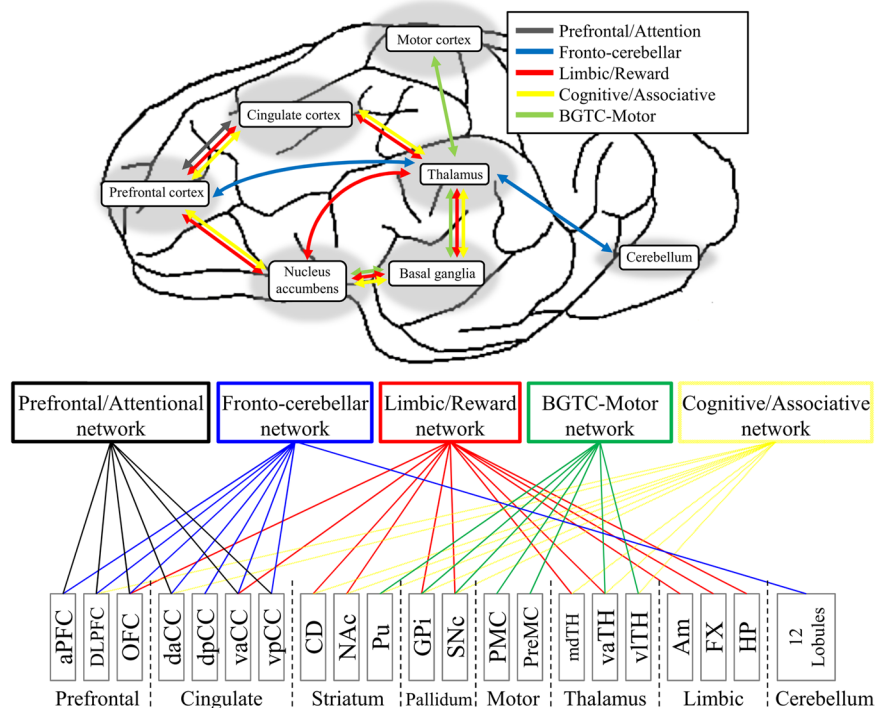 Motor cortex
Prefrontal/Attention
Fronto-cerebellar
Limbic/Reward
Cognitive/Associative
BGTC-Motor
Cingulate cortex
Thalamus
Prefrontal cortex
Nucleus
accumbens
Basal ganglia
Cerebellum
Prefrontal/Attentional
network
Fronto-cerebellar
network
Limbic/Reward
network
BGTC-Motor
network
Cognitive/Associative
network
aPFC
DLPFC
OFC
daCC
dpCC
vaCC
vpCC
CD
NAc
Pu
GPi
SNc
PMC
PreMC
mdTH
vaTH
vlTH
Am
FX
HP
12
Lobules
Prefrontal
Cingulate
Striatum
Pallidum
Motor
Thalamus
Limbic
Cerebellum